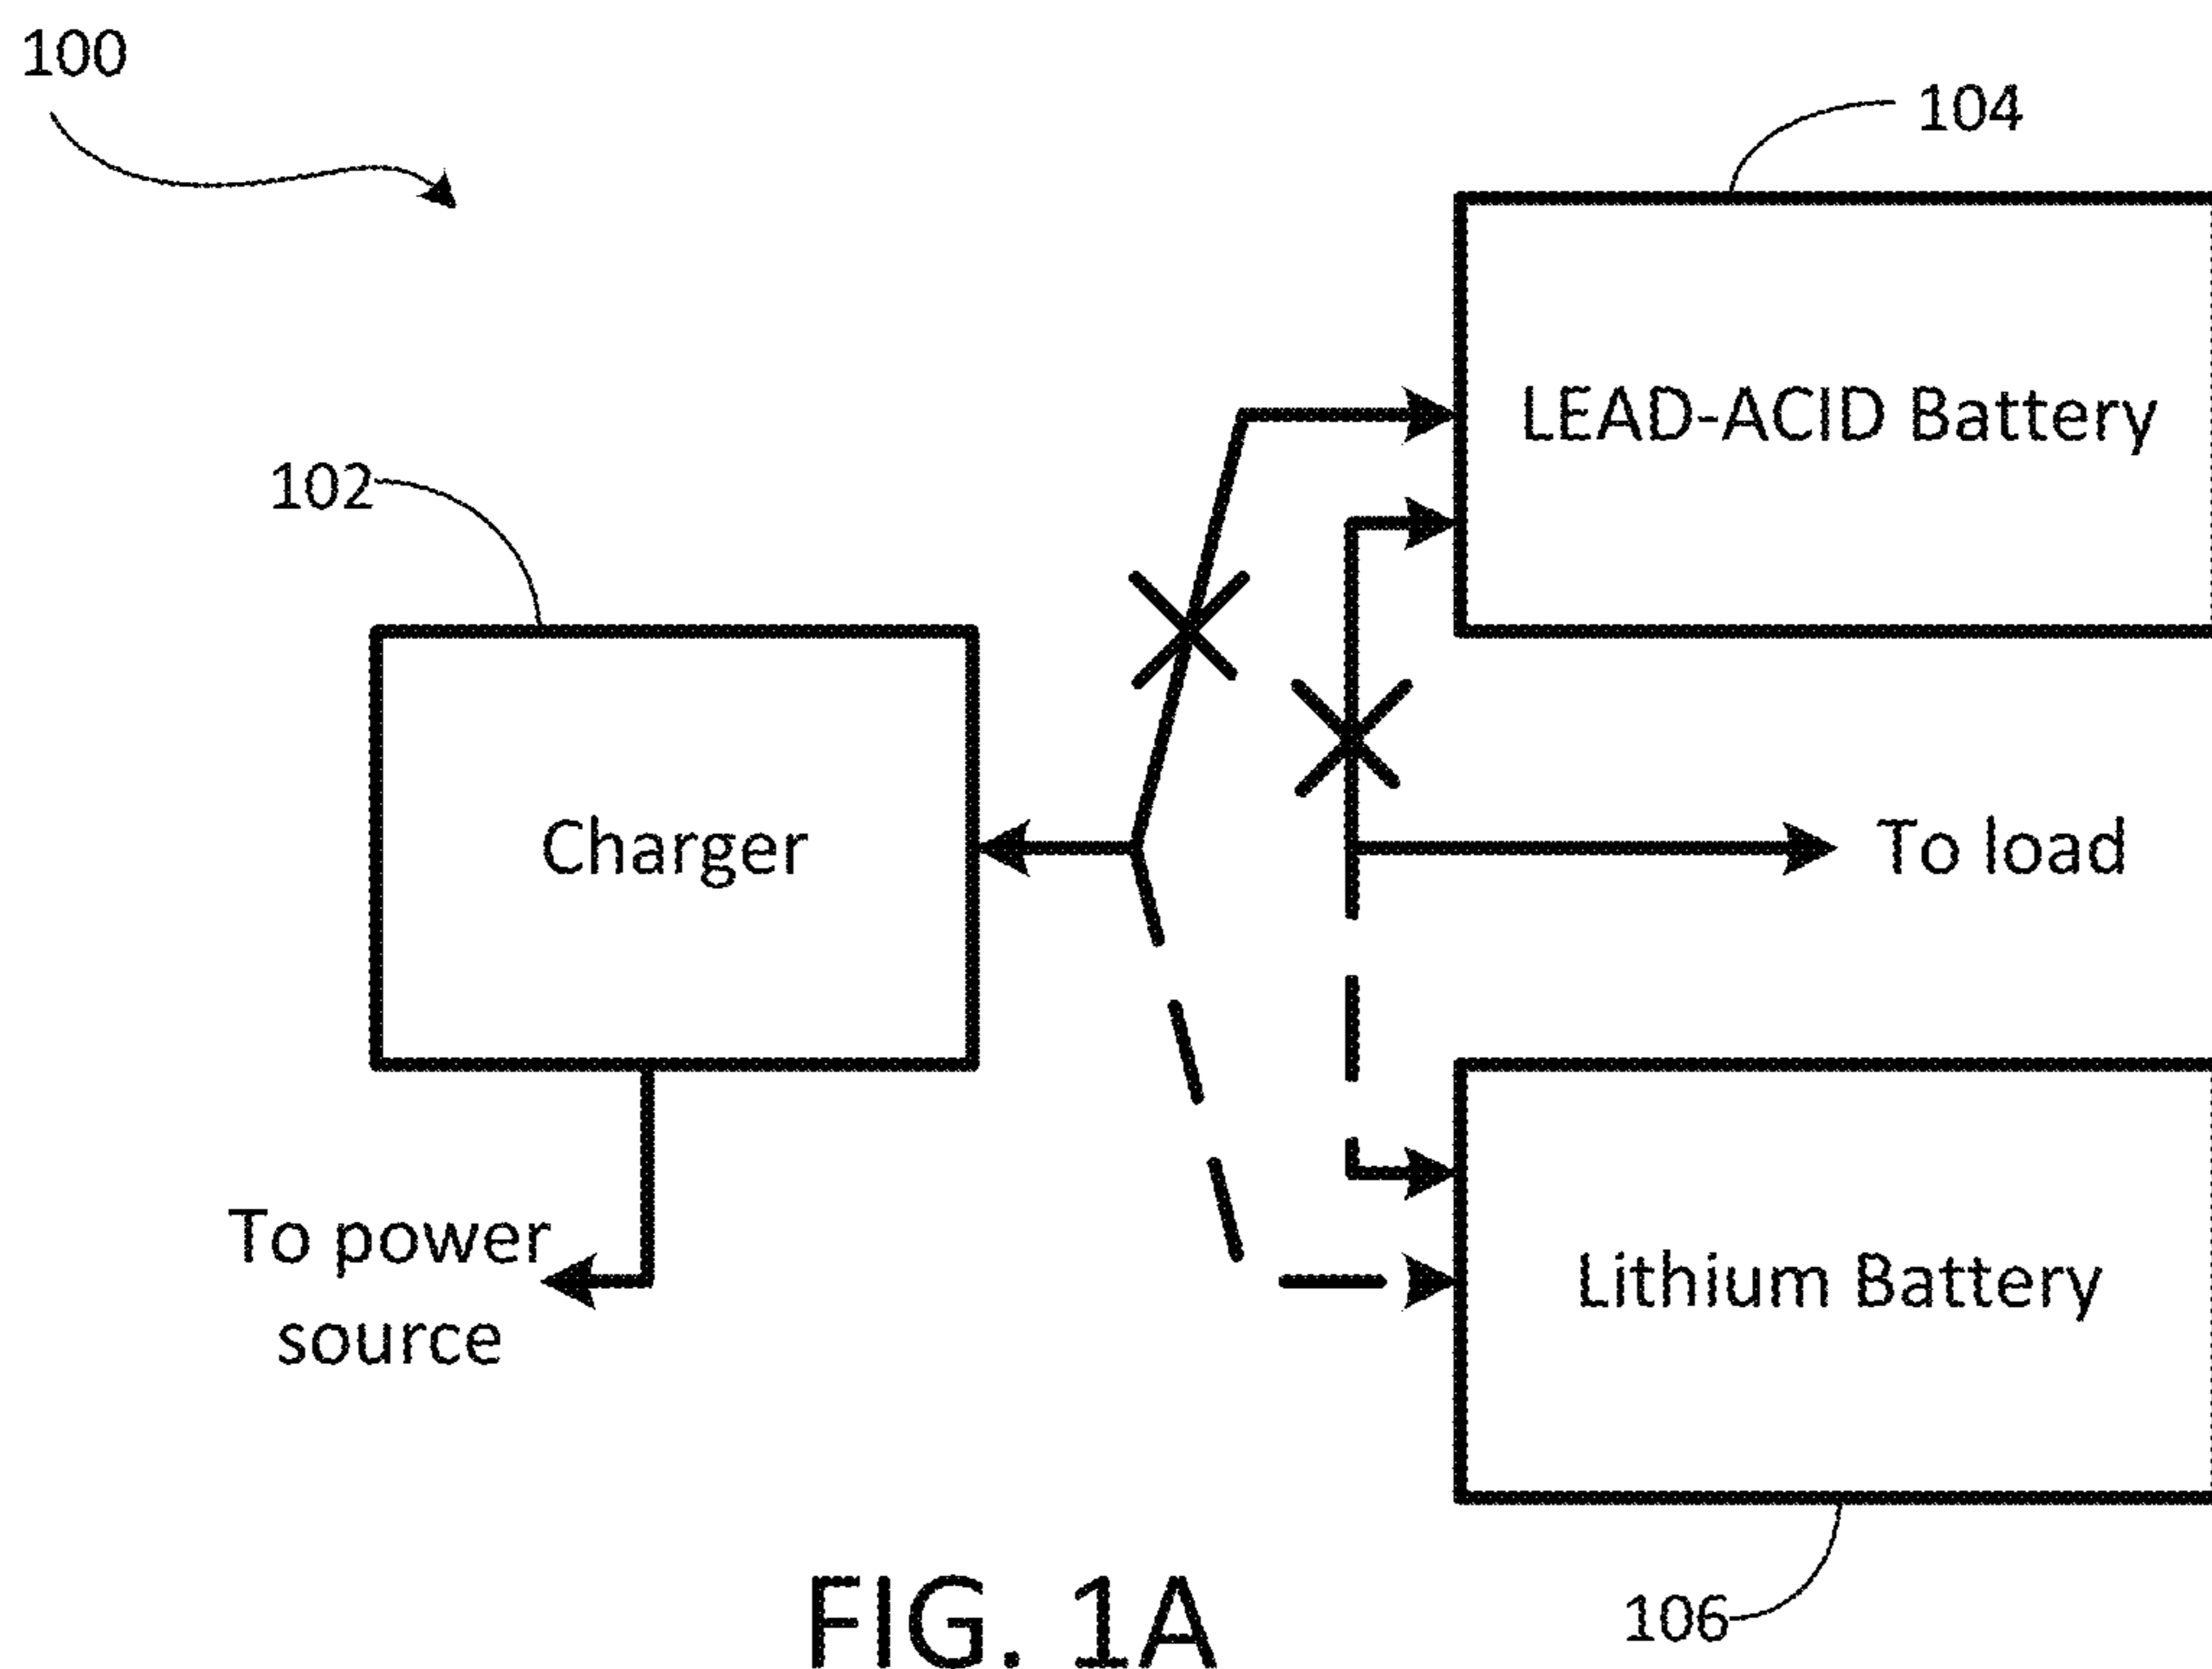 100
104
LEAD-ACID Battery
102
Charger
To load
To power
source
Lithium Battery
106
FIG. 1A